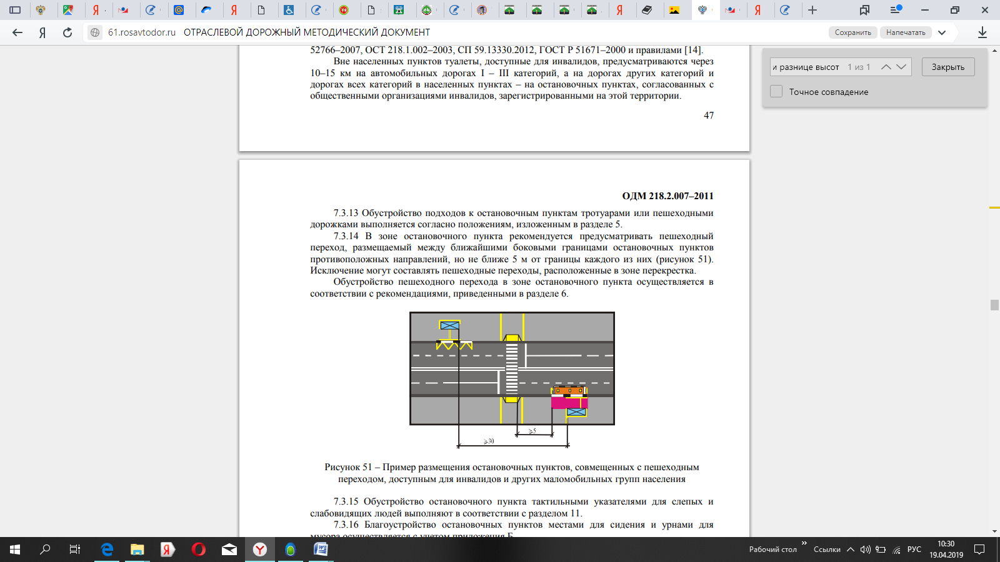 61.rosavtodor.ru ОТРАСЛЕВОЙ ДОРОЖНЫЙ МЕТОДИЧЕСКИЙ ДОКУМЕНТ
Сохранить
Напечатать
и разнице высот 1 из 1
Закрыть
Точное совпадение
52766–2007, ОСТ 218.1.002–2003, СП 59.13330.2012, ГОСТ Р 51671–2000 и правилами [14].
Вне населенных пунктов туалеты, доступные для инвалидов, предусматриваются через
10–15 км на автомобильных дорогах I – III категорий, а на дорогах других категорий и
дорогах всех категорий в населенных пунктах – на остановочных пунктах, согласованных с
общественными организациями инвалидов, зарегистрированными на этой территории.
47
ОДМ 218.2.007–2011
7.3.13 Обустройство подходов к остановочным пунктам тротуарами или пешеходными
дорожками выполняется согласно положениям, изложенным в разделе 5.
7.3.14 В зоне остановочного пункта рекомендуется предусматривать пешеходный
переход, размещаемый между ближайшими боковыми границами остановочных пунктов
противоположных направлений, но не ближе 5 м от границы каждого из них (рисунок 51).
Исключение могут составлять пешеходные переходы, расположенные в зоне перекрестка.
Обустройство пешеходного перехода в зоне остановочного пункта осуществляется в
соответствии с рекомендациями, приведенными в разделе 6.
⩾5
⩾30
Рисунок 51 – Пример размещения остановочных пунктов, совмещенных с пешеходным
переходом, доступным для инвалидов и других маломобильных групп населения
7.3.15 Обустройство остановочного пункта тактильными указателями для слепых и
слабовидящих людей выполняют в соответствии с разделом 11.
7.3.16 Благоустройство остановочных пунктов местами для сидения и урнами для
мусора осуществляется с учетом приложения Б.
Рабочий стол
Ссылки
РУС
10:30
19.04.2019